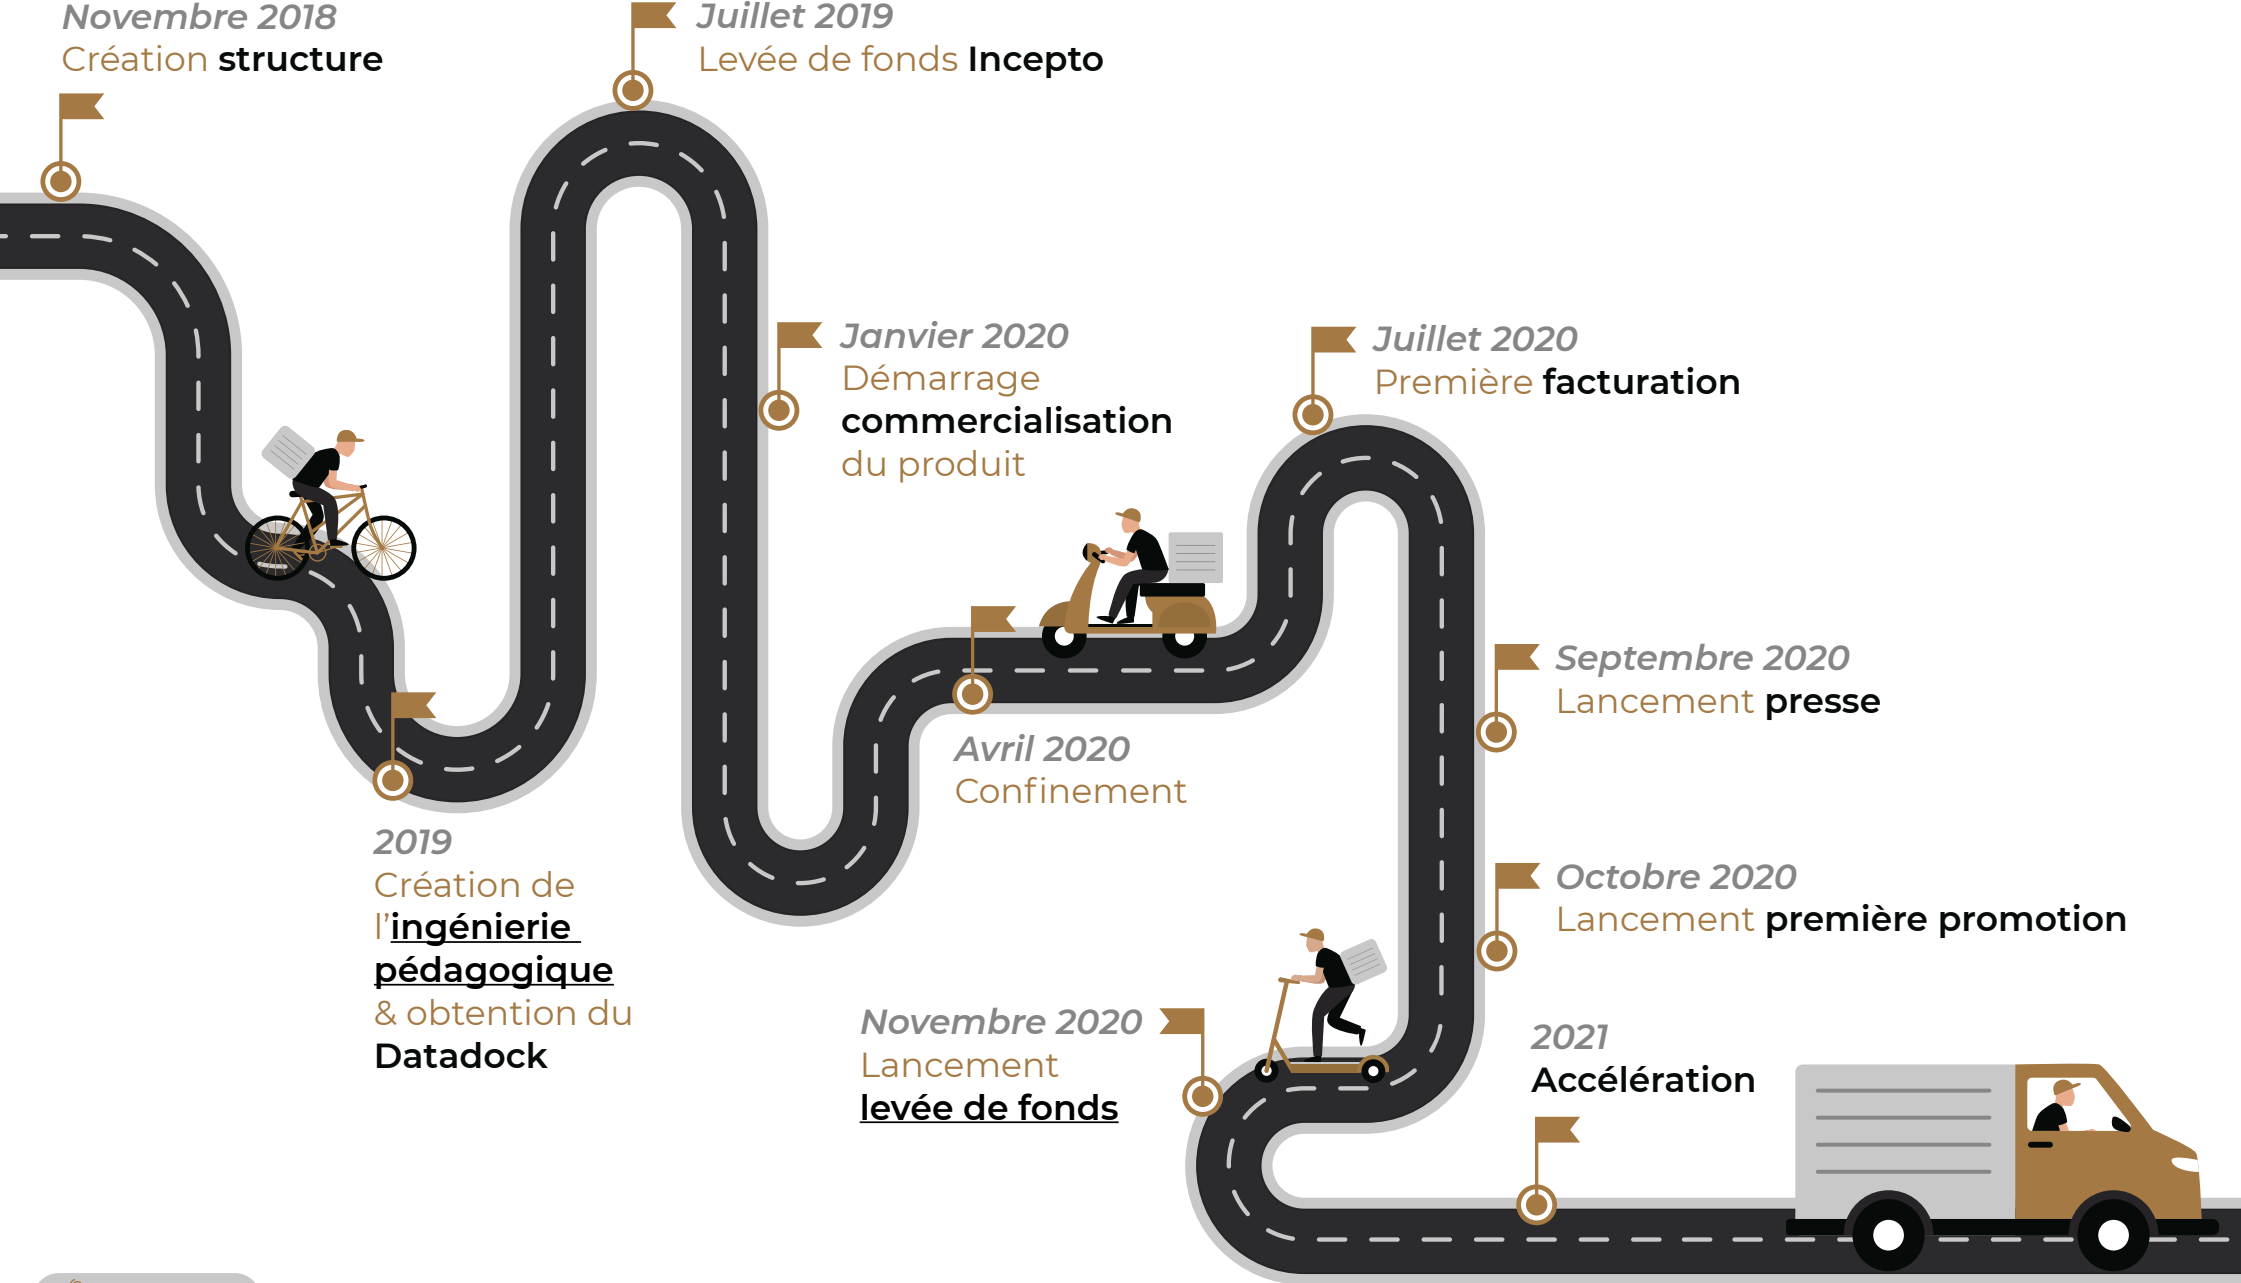 Novembre 2018
Création structure
2019
Création de
l'ingénierie
pédagogique
& obtention du
Datadock
Juillet 2019
Levée de fonds Incepto
Janvier 2020
Démarrage
commercialisation
du produit
Avril 2020
Confinement
Juillet 2020
Première facturation
Septembre 2020
Lancement presse
Octobre 2020
Lancement première promotion
Novembre 2020
Lancement
levée de fonds
2021
Accélération